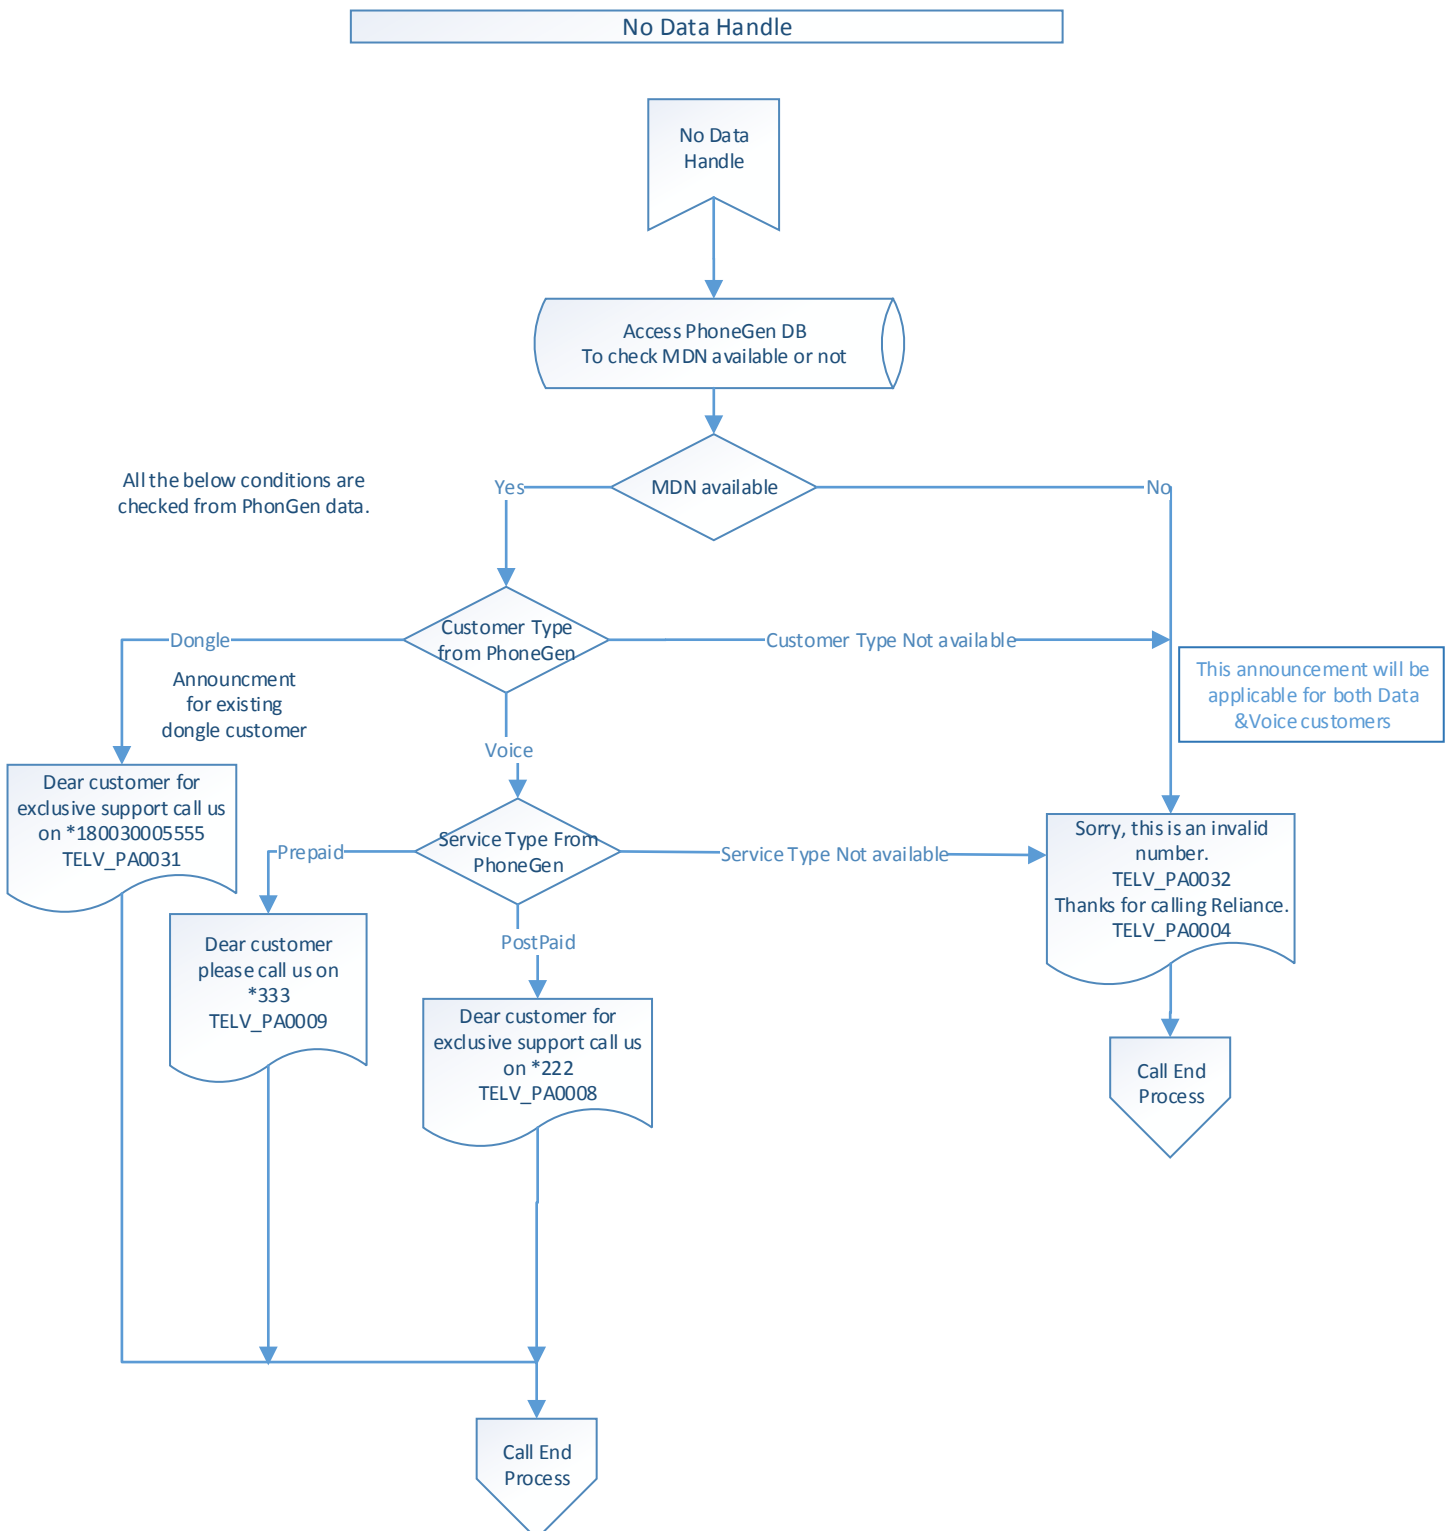 No Data Handle
No Data
Handle
Access PhoneGen DB
To check MDN available or not
All the below conditions are
checked from PhonGen data.
Yes
MDN available
No
Dongle
Customer Type
from PhoneGen
Customer Type Not available
This announcement will be
applicable for both Data
&Voice customers
Announcment
for existing
dongle customer
Voice
Dear customer for
exclusive support call us
on *180030005555
TELV_PA0031
Prepaid
Service Type From
PhoneGen
Service Type Not available
Sorry, this is an invalid
number.
TELV_PA0032
Thanks for calling Reliance.
TELV_PA0004
Dear customer
please call us on
*333
TELV_PA0009
PostPaid
Dear customer for
exclusive support call us
on *222
TELV_PA0008
Call End
Process
Call End
Process